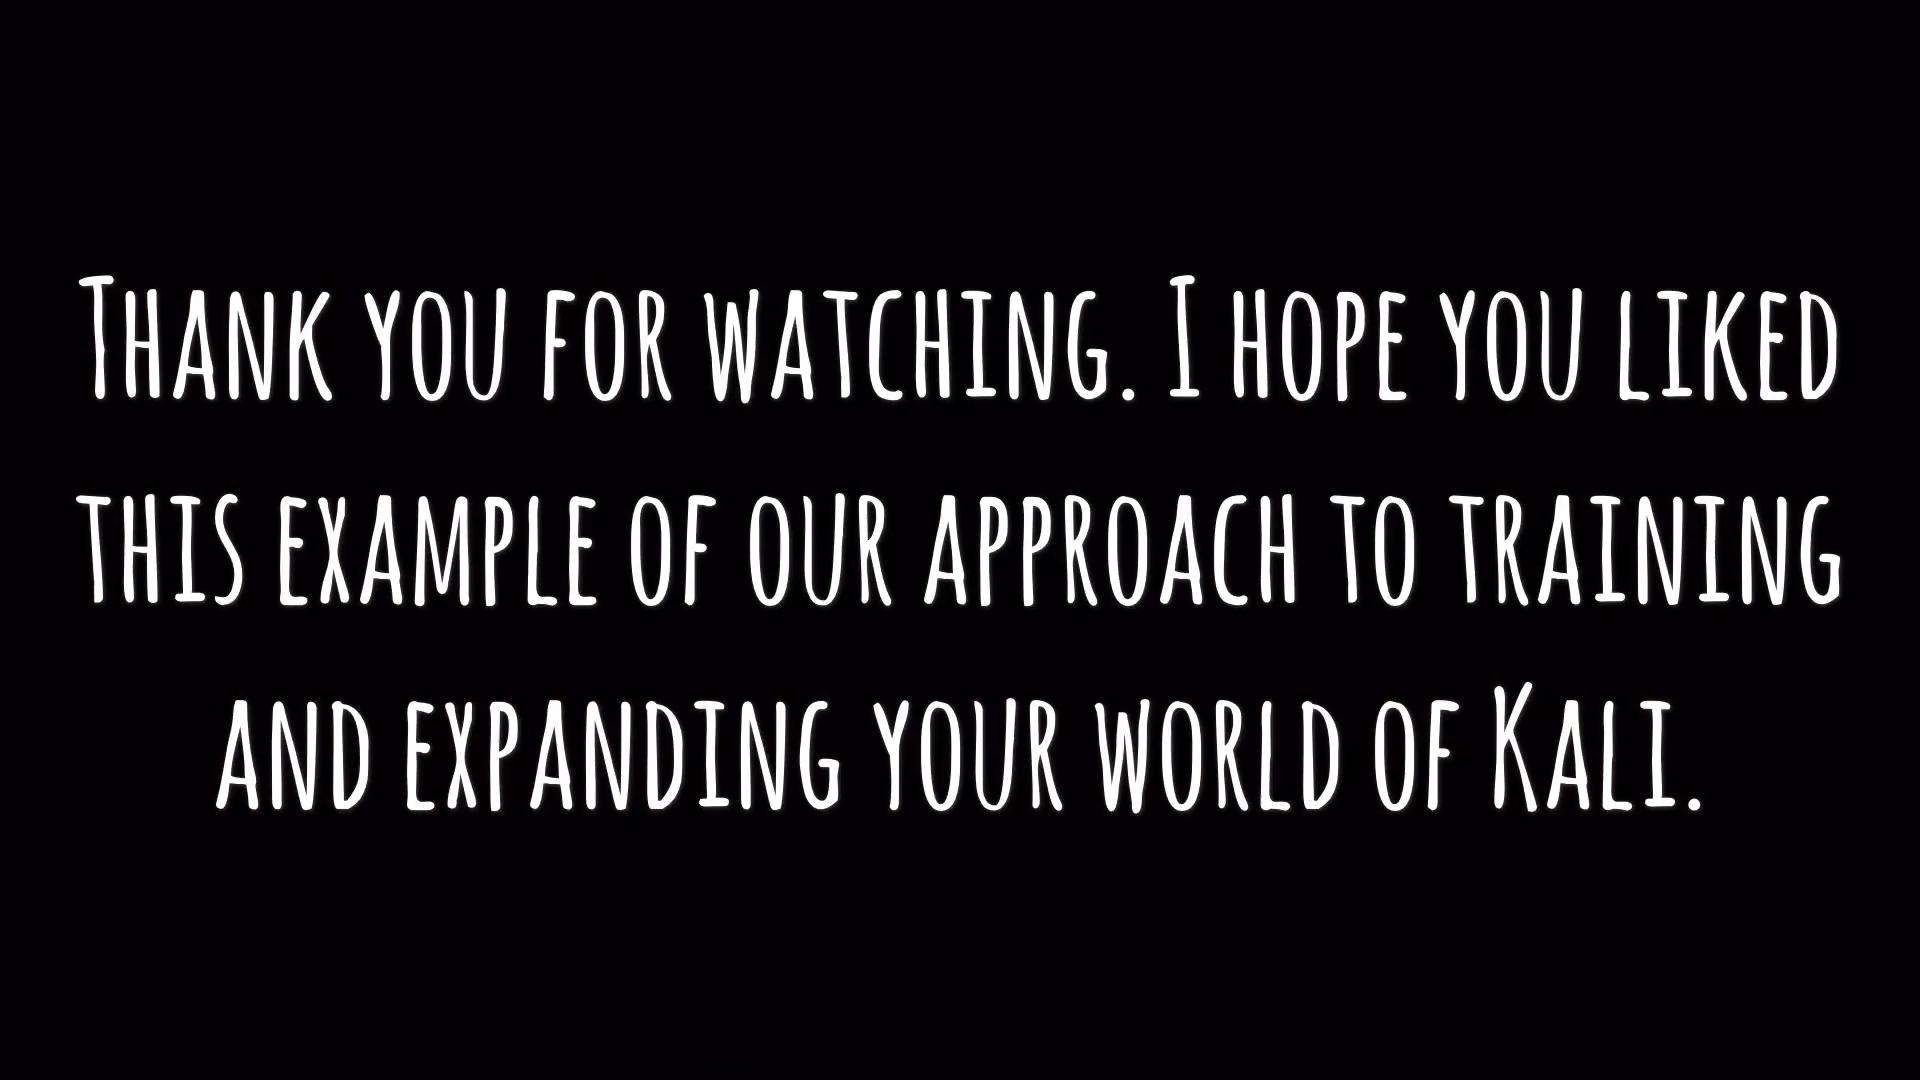 Thank you for watching. I hope you liked
this example of our approach to training
and expanding your world of Kali.